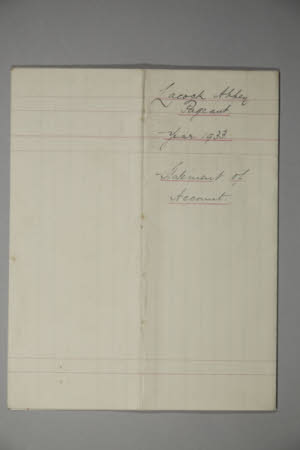 Lacock Abbey
Pageant
Year 1933.
Statement of
Account.